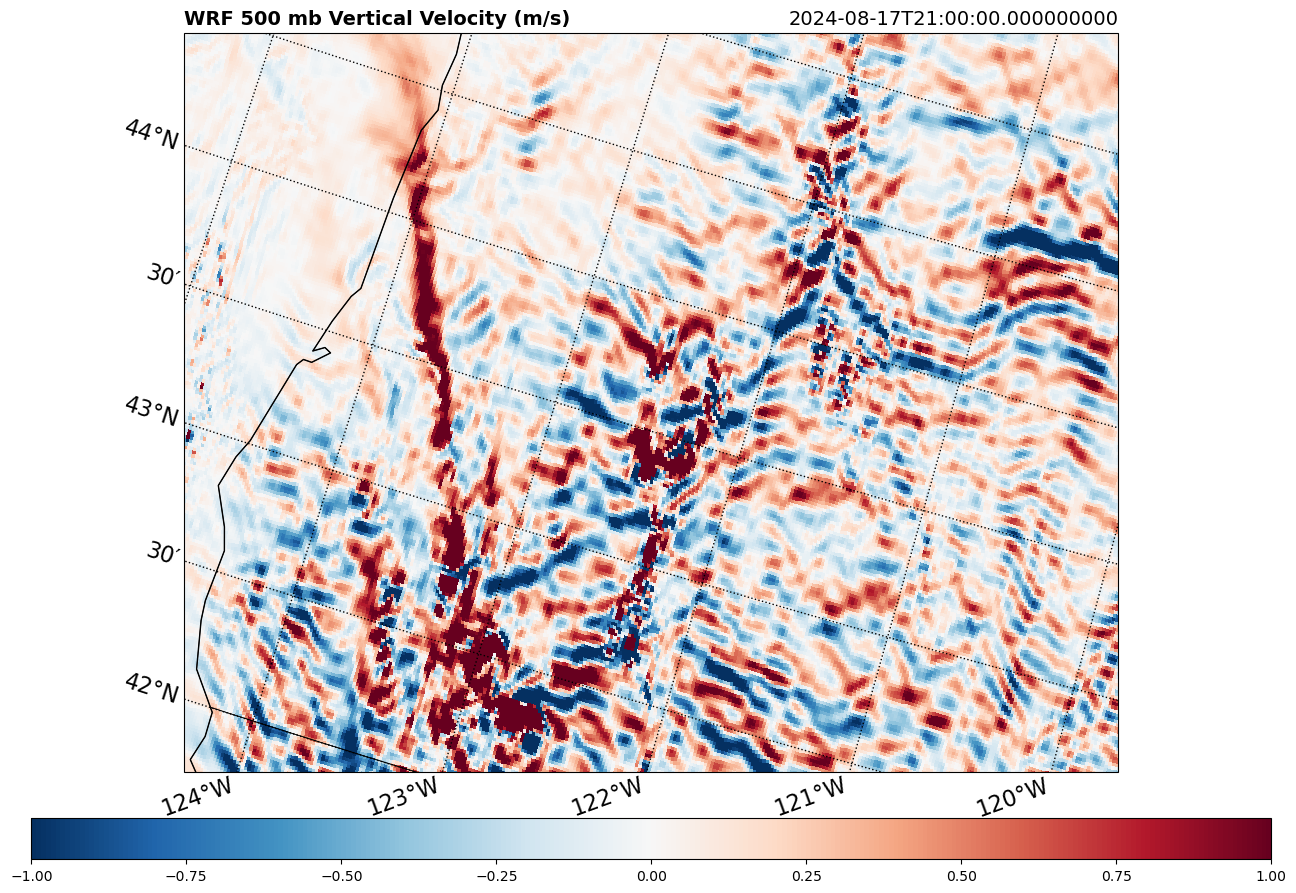 WRF 500 mb Vertical Velocity (m/s) 2024-08-17T21:00:00.000000000
44°N
30′
43°N
30′
42°N
124°W 123°W 122°W 121°W 120°W
−1.00 −0.75 −0.50 −0.25 0.00 0.25 0.50 0.75 1.00